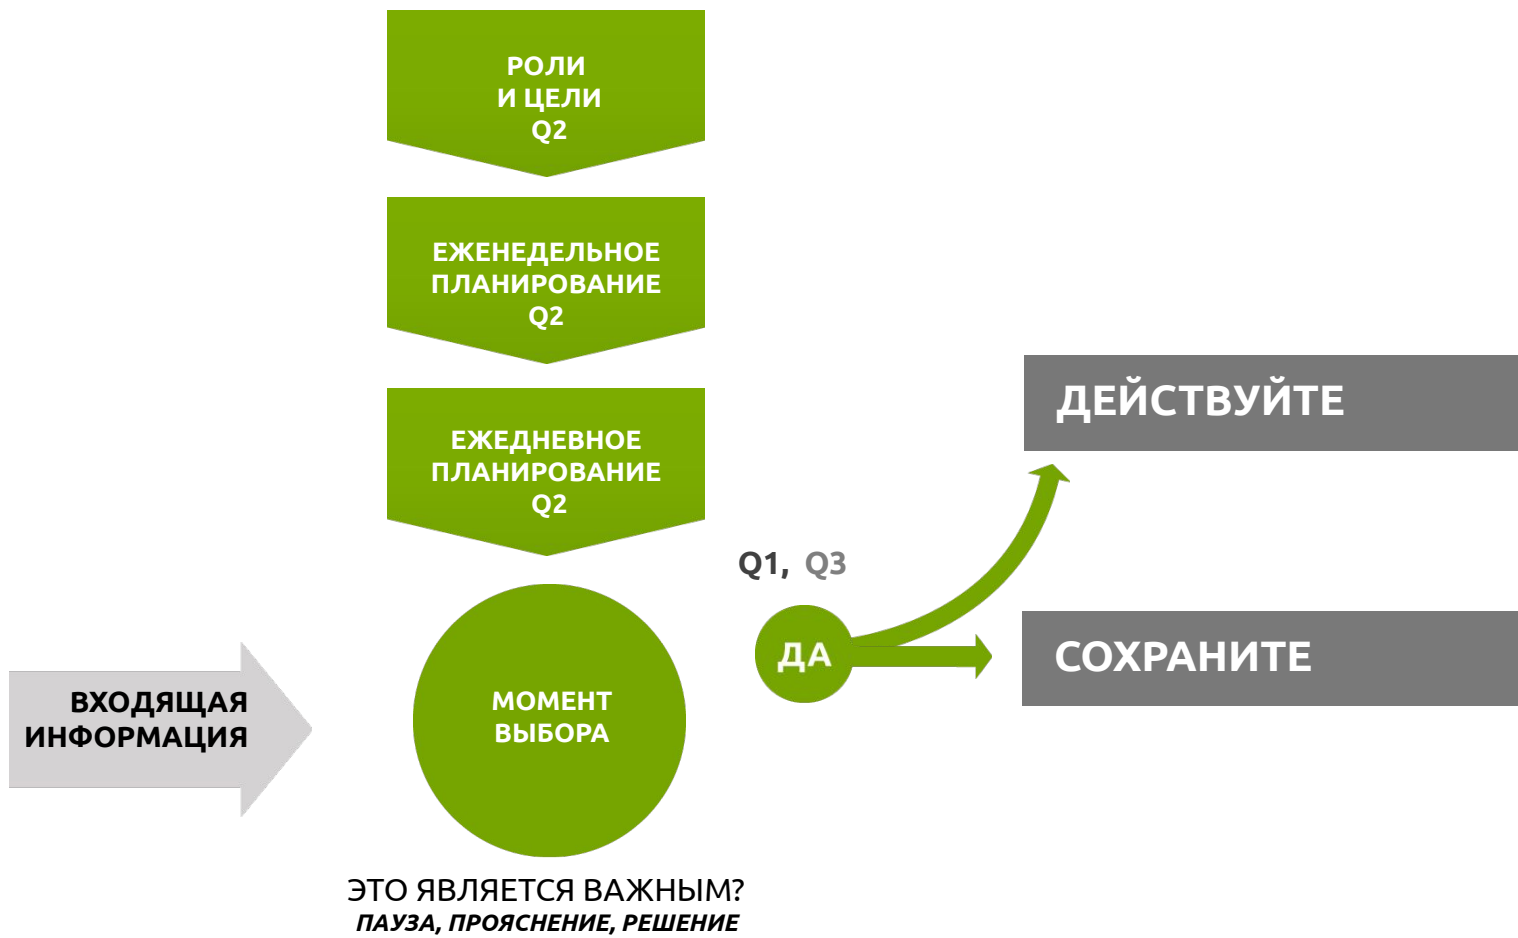 РОЛИ
И ЦЕЛИ
Q2
ЕЖЕНЕДЕЛЬНОЕ
ПЛАНИРОВАНИЕ
Q2
ЕЖЕДНЕВНОЕ
ПЛАНИРОВАНИЕ
Q2
ДЕЙСТВУЙТЕ
Q1, Q3
ДА
СОХРАНИТЕ
ВХОДЯЩАЯ
ИНФОРМАЦИЯ
МОМЕНТ
ВЫБОРА
ЭТО ЯВЛЯЕТСЯ ВАЖНЫМ?
ПАУЗА, ПРОЯСНЕНИЕ, РЕШЕНИЕ